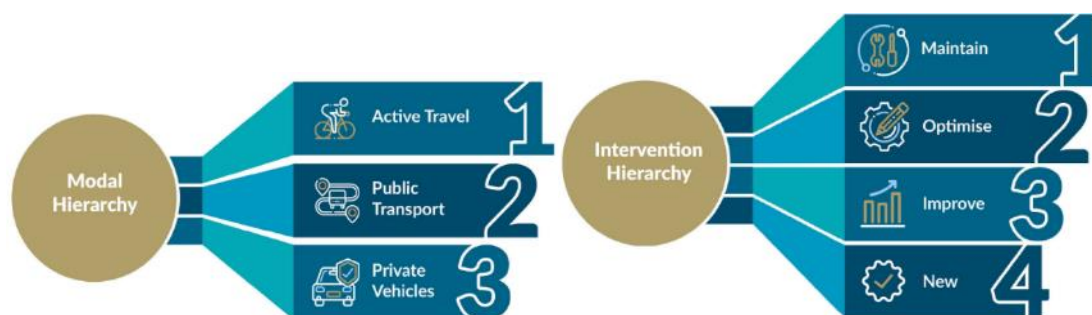 Modal
Hierarchy
Active Travel
1
Public
Transport
2
Private
Vehicles
3
Intervention
Hierarchy
Maintain
1
Optimise
2
Improve
3
New
4